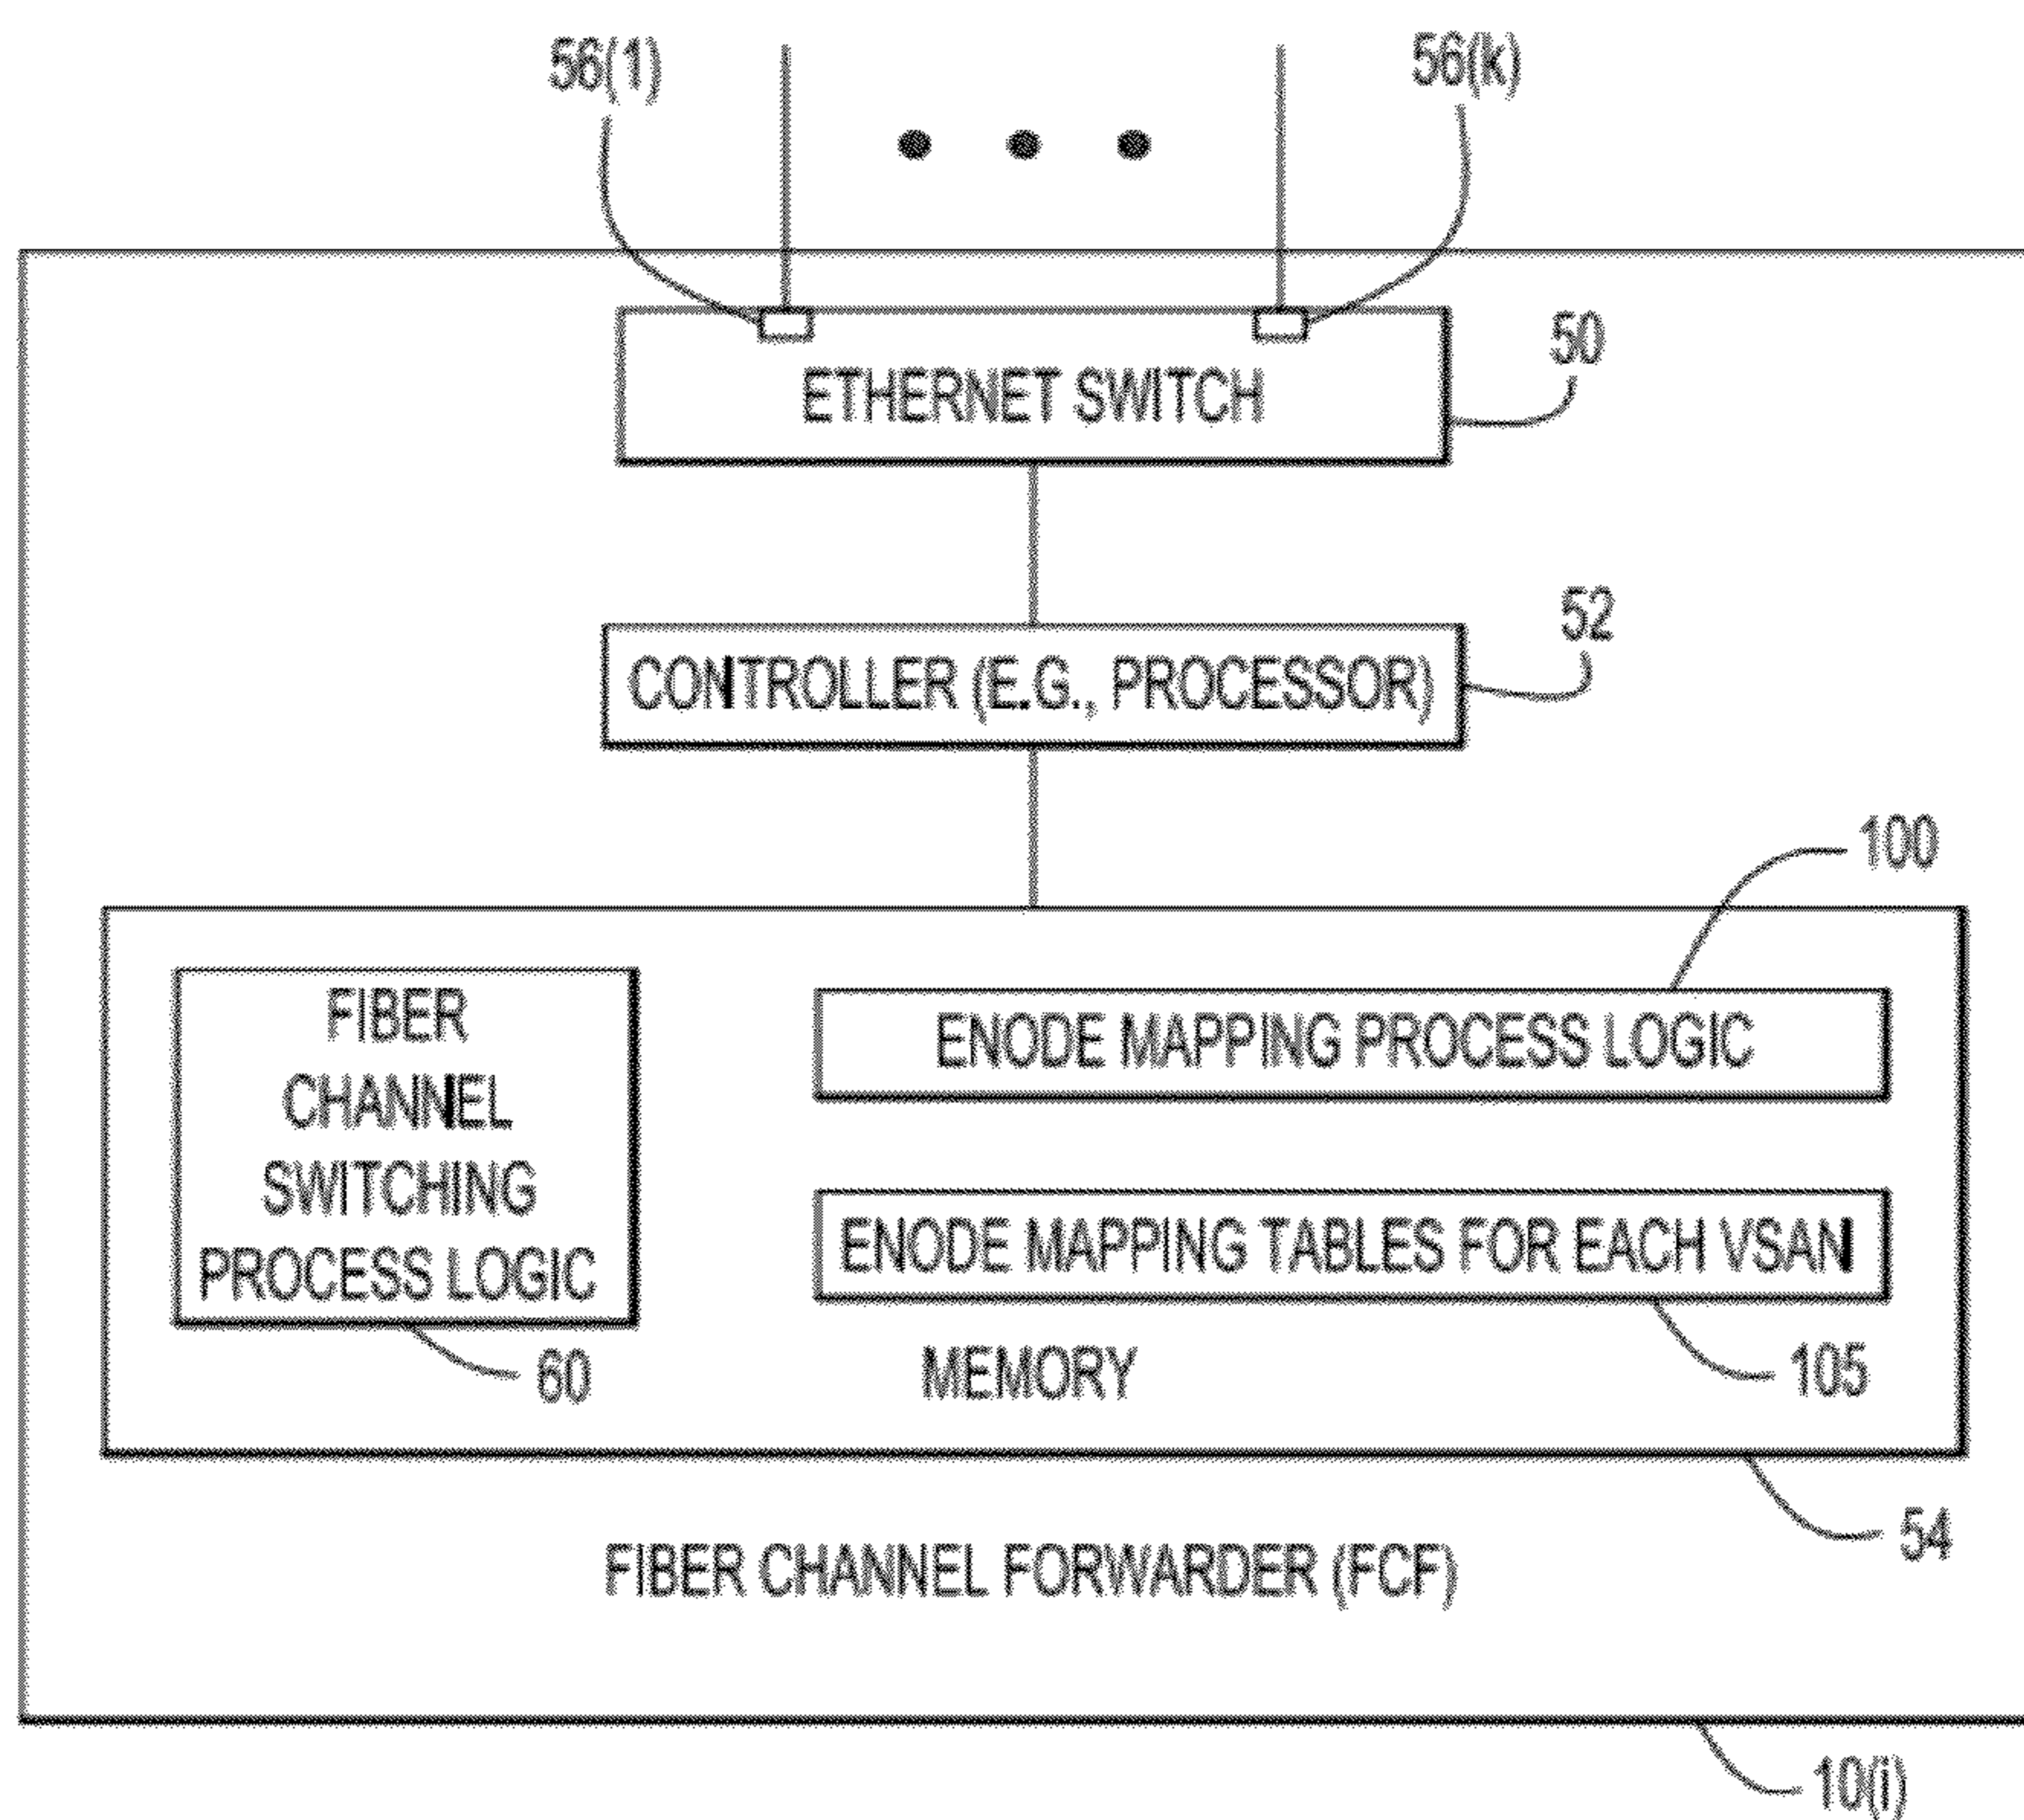 56(1)
56(k)
ETHERNET SWITCH
50
CONTROLLER (E.G., PROCESSOR)
52
100
FIBER
CHANNEL
SWITCHING
PROCESS LOGIC
ENODE MAPPING PROCESS LOGIC
ENODE MAPPING TABLES FOR EACH VSAN
60
MEMORY
105
54
FIBER CHANNEL FORWARDER (FCF)
10(i)